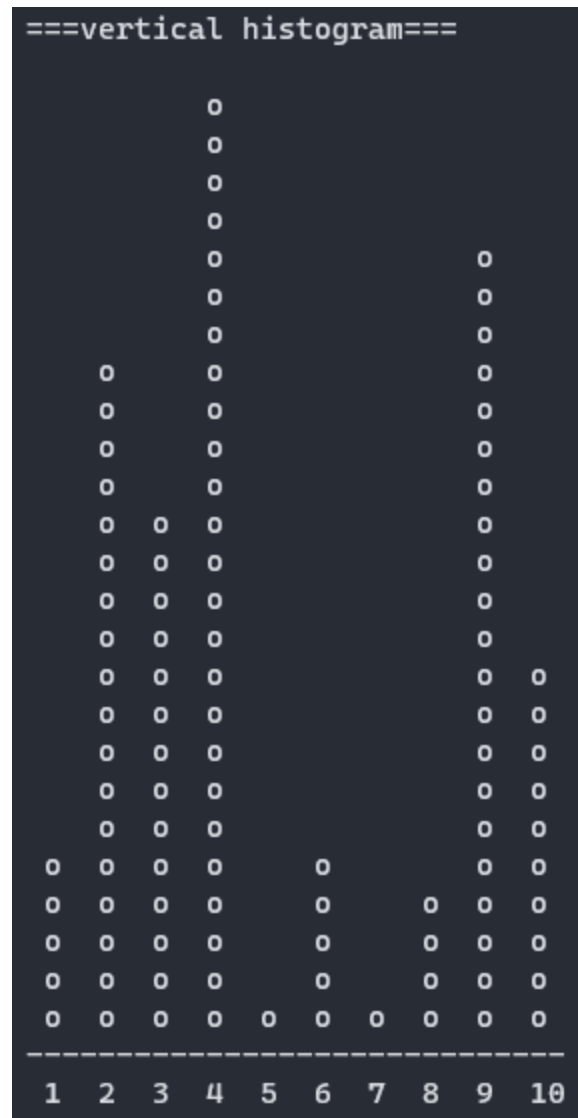 ===vertical histogram===
          o
          o
          o
          o
          o              o
          o              o
          o              o
    o     o              o
    o     o              o
    o     o              o
    o     o              o
    o  o  o              o
    o  o  o              o
    o  o  o              o
    o  o  o              o
    o  o  o              o  o
    o  o  o              o  o
    o  o  o              o  o
    o  o  o              o  o
    o  o  o              o  o
 o  o  o  o     o        o  o
 o  o  o  o     o     o  o  o
 o  o  o  o     o     o  o  o
 o  o  o  o     o     o  o  o
 o  o  o  o  o  o  o  o  o  o
------------------------------
 1  2  3  4  5  6  7  8  9  10